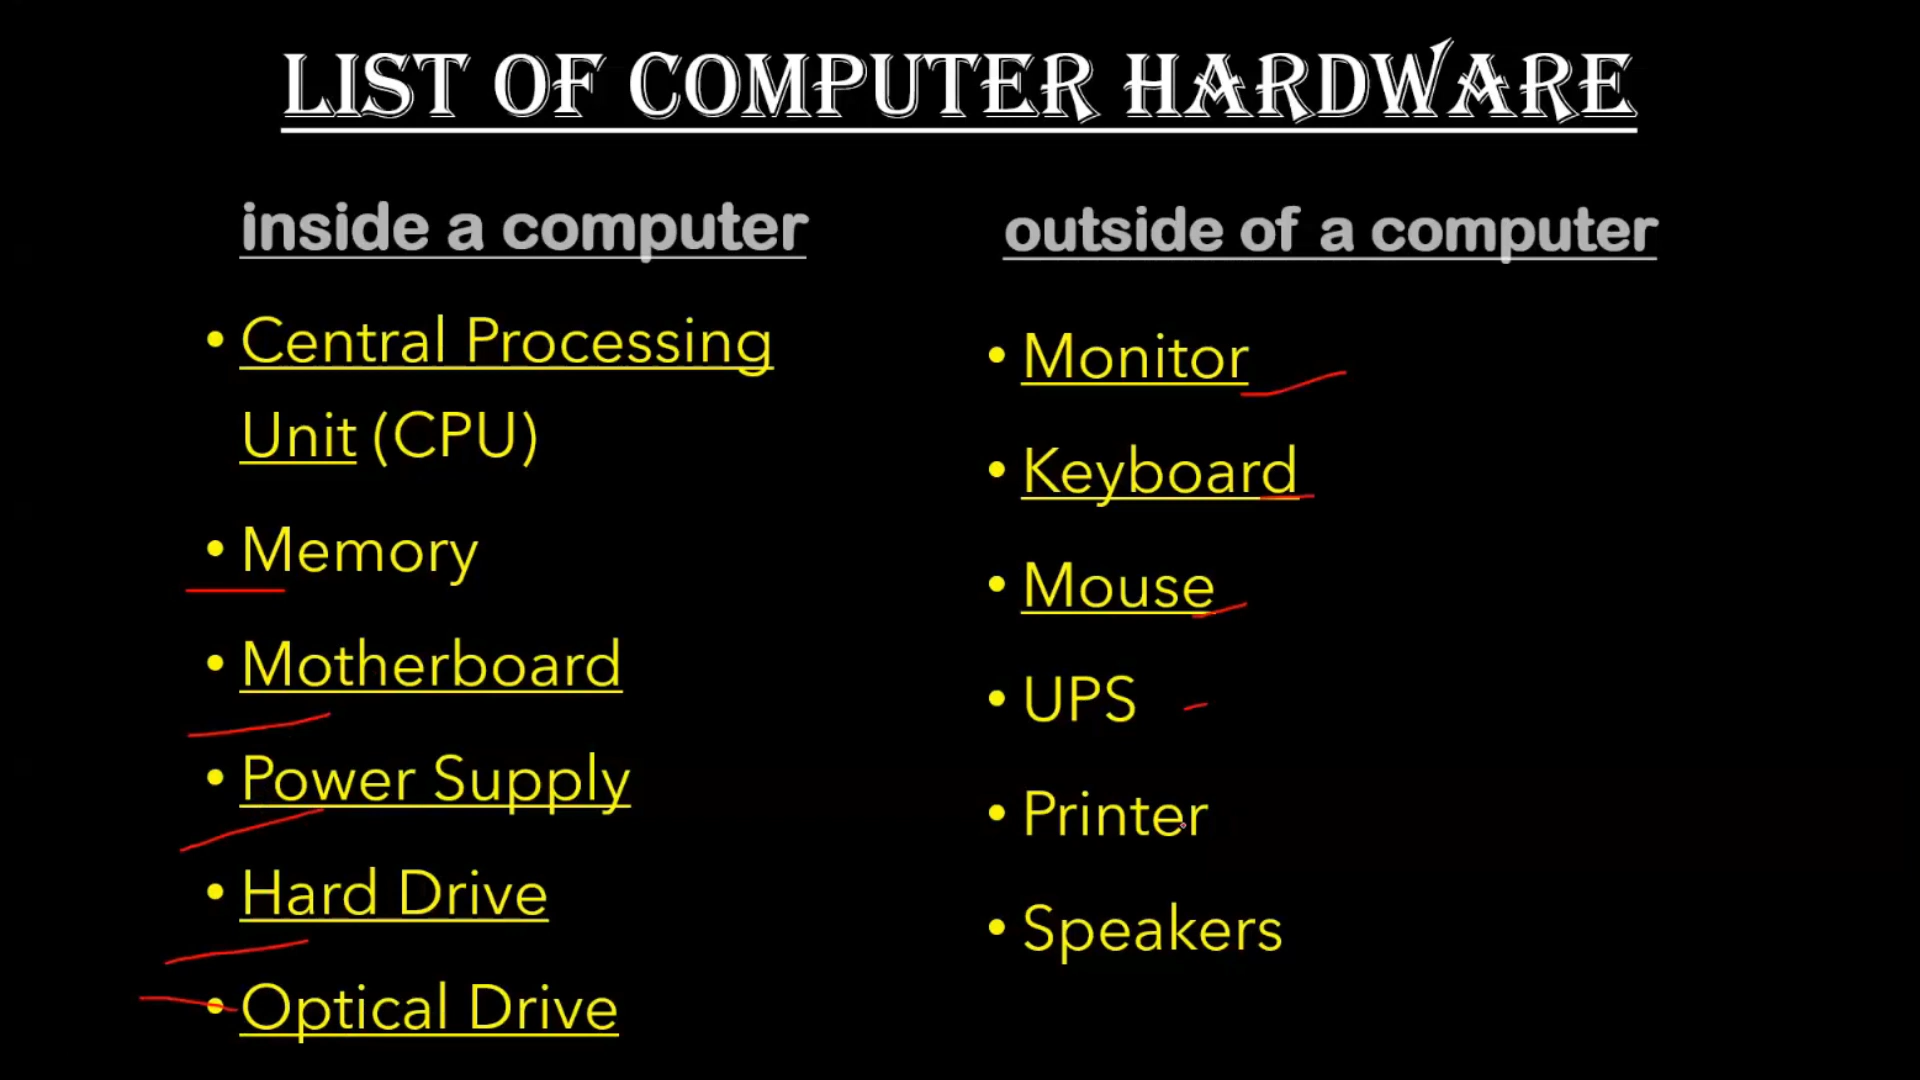 LIST OF COMPUTER HARDWARE
inside a computer
• Central Processing
Unit (CPU)
• Memory
• Motherboard
• Power Supply
• Hard Drive
• Optical Drive
outside of a computer
• Monitor
• Keyboard
• Mouse
• UPS
• Printer
• Speakers